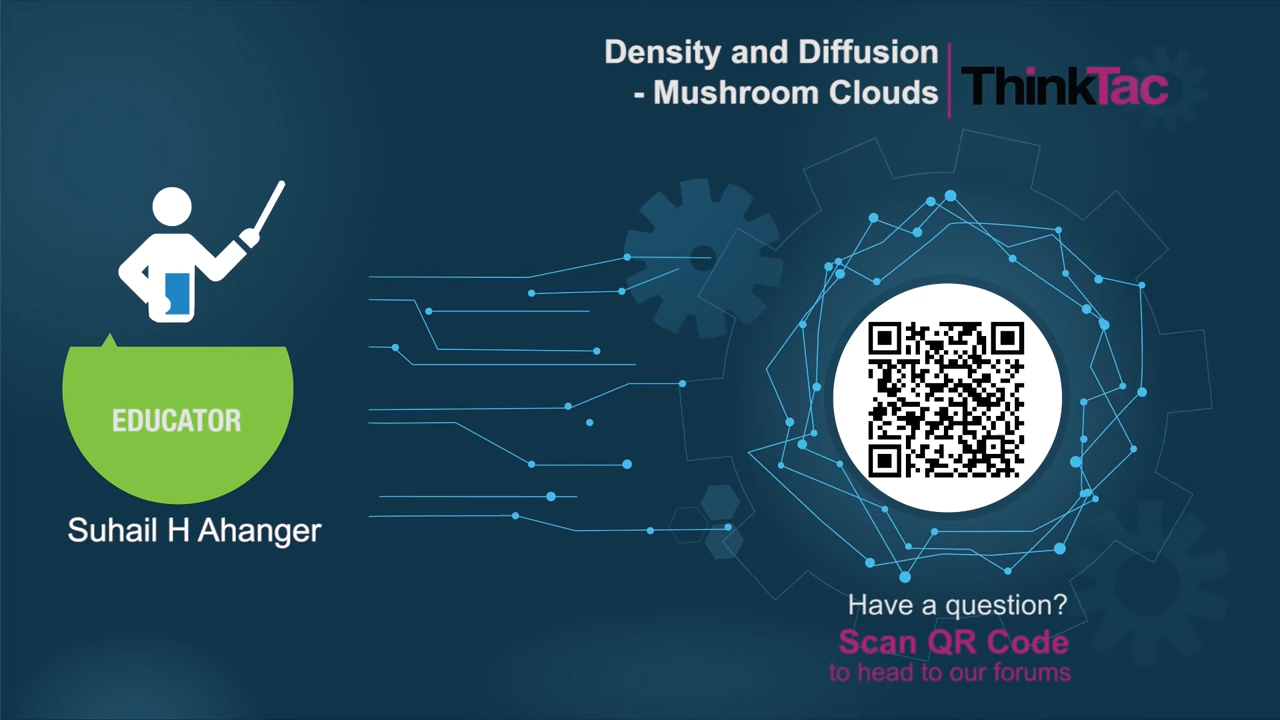 Density and Diffusion
- Mushroom Clouds
ThinkTac
EDUCATOR
Suhail H Ahanger
Have a question?
Scan QR Code
to head to our forums